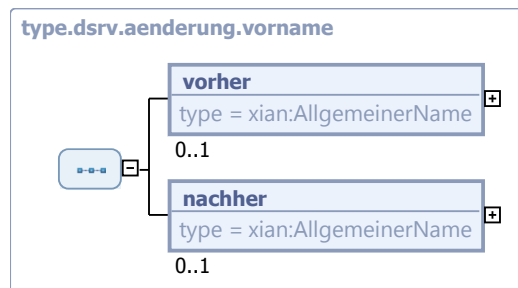 type.dsrv.aenderung.vorname
vorher
type = xian:AllgemeinerName
0..1
nachher
type = xian:AllgemeinerName
0..1